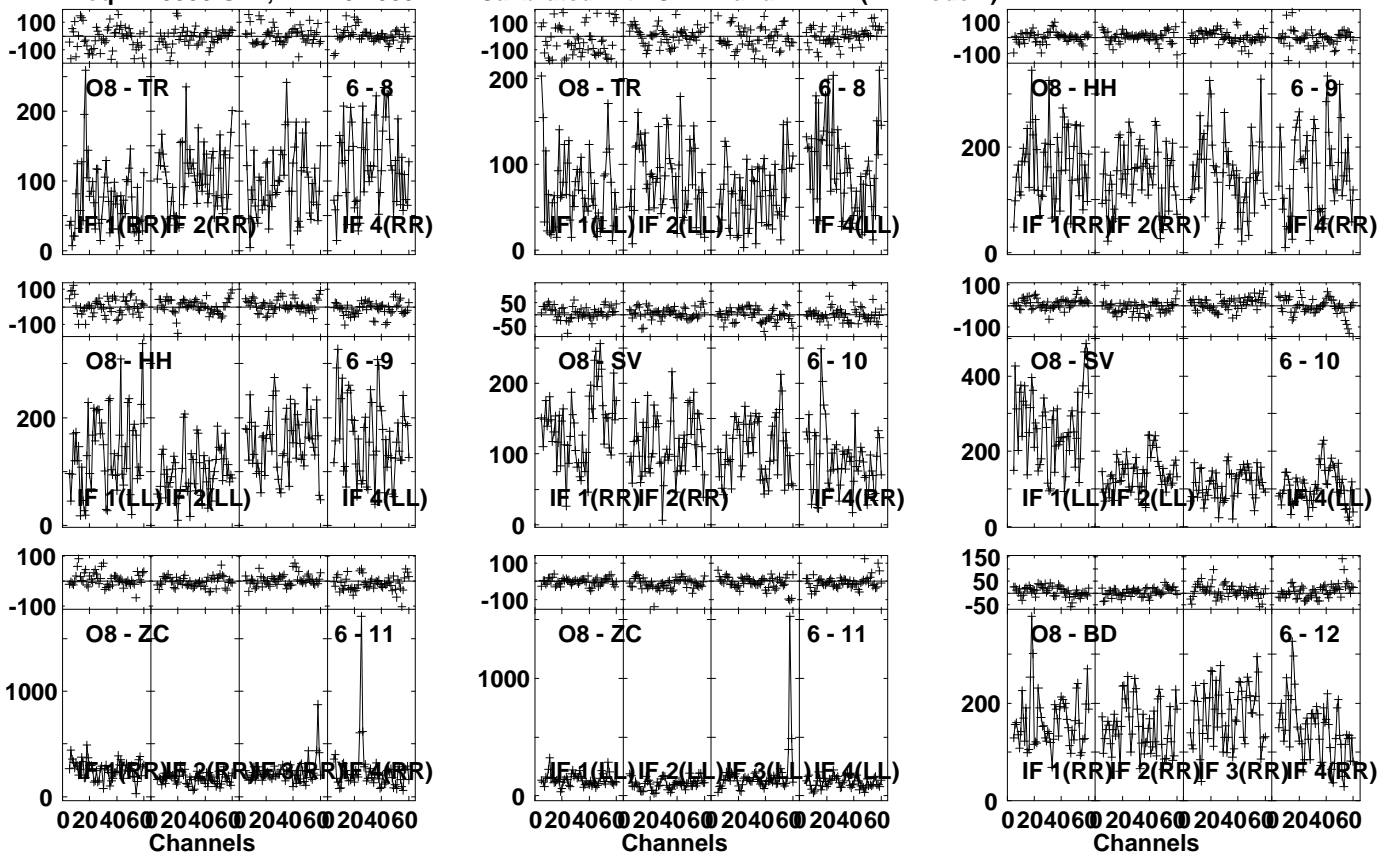 100
-100
O8 - TR 6 - 8
200
100
0
IF 1(RR) IF 2(RR) IF 4(RR)
100
-100
O8 - TR 6 - 8
200
100
0
IF 1(LL) IF 2(LL) IF 4(LL)
100
-100
O8 - HH 6 - 9
200
0
IF 1(RR) IF 2(RR) IF 4(RR)
100
-100
O8 - HH 6 - 9
200
0
IF 1(LL) IF 2(LL) IF 4(LL)
50
-50
O8 - SV 6 - 10
200
100
0
IF 1(RR) IF 2(RR) IF 4(RR)
100
-100
O8 - SV 6 - 10
400
200
0
IF 1(LL) IF 2(LL) IF 4(LL)
100
-100
O8 - ZC 6 - 11
1000
0
IF 1(RR) IF 2(RR) IF 3(RR) IF 4(RR)
0 20 40 60 0 20 40 60 0 20 40 60 0 20 40 60
Channels
100
-100
O8 - ZC 6 - 11
1000
0
IF 1(LL) IF 2(LL) IF 3(LL) IF 4(LL)
0 20 40 60 0 20 40 60 0 20 40 60 0 20 40 60
Channels
150
50
-50
O8 - BD 6 - 12
200
0
IF 1(RR) IF 2(RR) IF 3(RR) IF 4(RR)
0 20 40 60 0 20 40 60 0 20 40 60 0 20 40 60
Channels